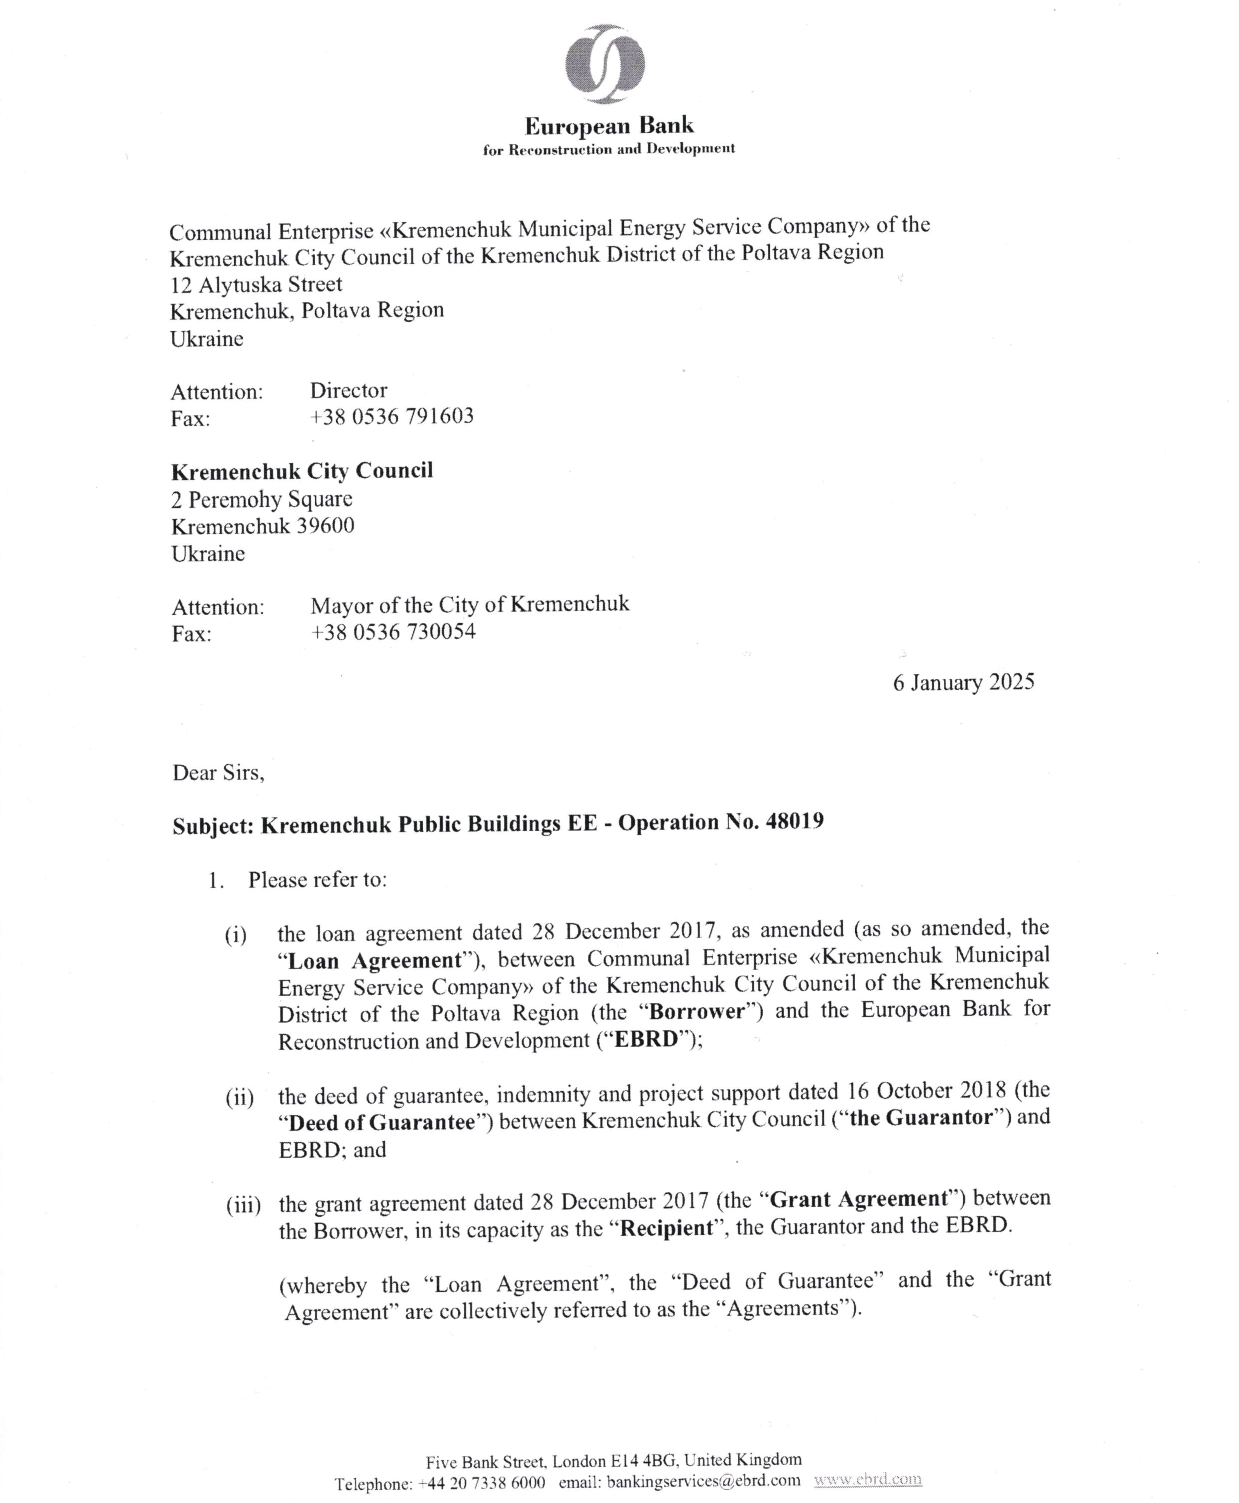 European Bank
for Reconstruction and Development
Communal Enterprise «Kremenchuk Municipal Energy Service Company» of the
Kremenchuk City Council of the Kremenchuk District of the Poltava Region
12 Alytuska Street
Kremenchuk, Poltava Region
Ukraine
Attention: Director
Fax: +38 0536 791603
Kremenchuk City Council
2 Peremohy Square
Kremenchuk 39600
Ukraine
Attention: Mayor of the City of Kremenchuk
Fax: +38 0536 730054
6 January 2025
Dear Sirs,
Subject: Kremenchuk Public Buildings EE - Operation No. 48019
1. Please refer to:
(i) the loan agreement dated 28 December 2017, as amended (as so amended, the
“Loan Agreement”), between Communal Enterprise «Kremenchuk Municipal
Energy Service Company» of the Kremenchuk City Council of the Kremenchuk
District of the Poltava Region (the “Borrower”) and the European Bank for
Reconstruction and Development (“EBRD”);
(ii) the deed of guarantee, indemnity and project support dated 16 October 2018 (the
“Deed of Guarantee”) between Kremenchuk City Council (“the Guarantor”) and
EBRD; and
(iii) the grant agreement dated 28 December 2017 (the “Grant Agreement”) between
the Borrower, in its capacity as the “Recipient”, the Guarantor and the EBRD.
(whereby the “Loan Agreement”, the “Deed of Guarantee” and the “Grant
Agreement” are collectively referred to as the “Agreements”).
Five Bank Street, London E14 4BG, United Kingdom
Telephone: +44 20 7338 6000 email: bankingservices@ebrd.com www.ebrd.com